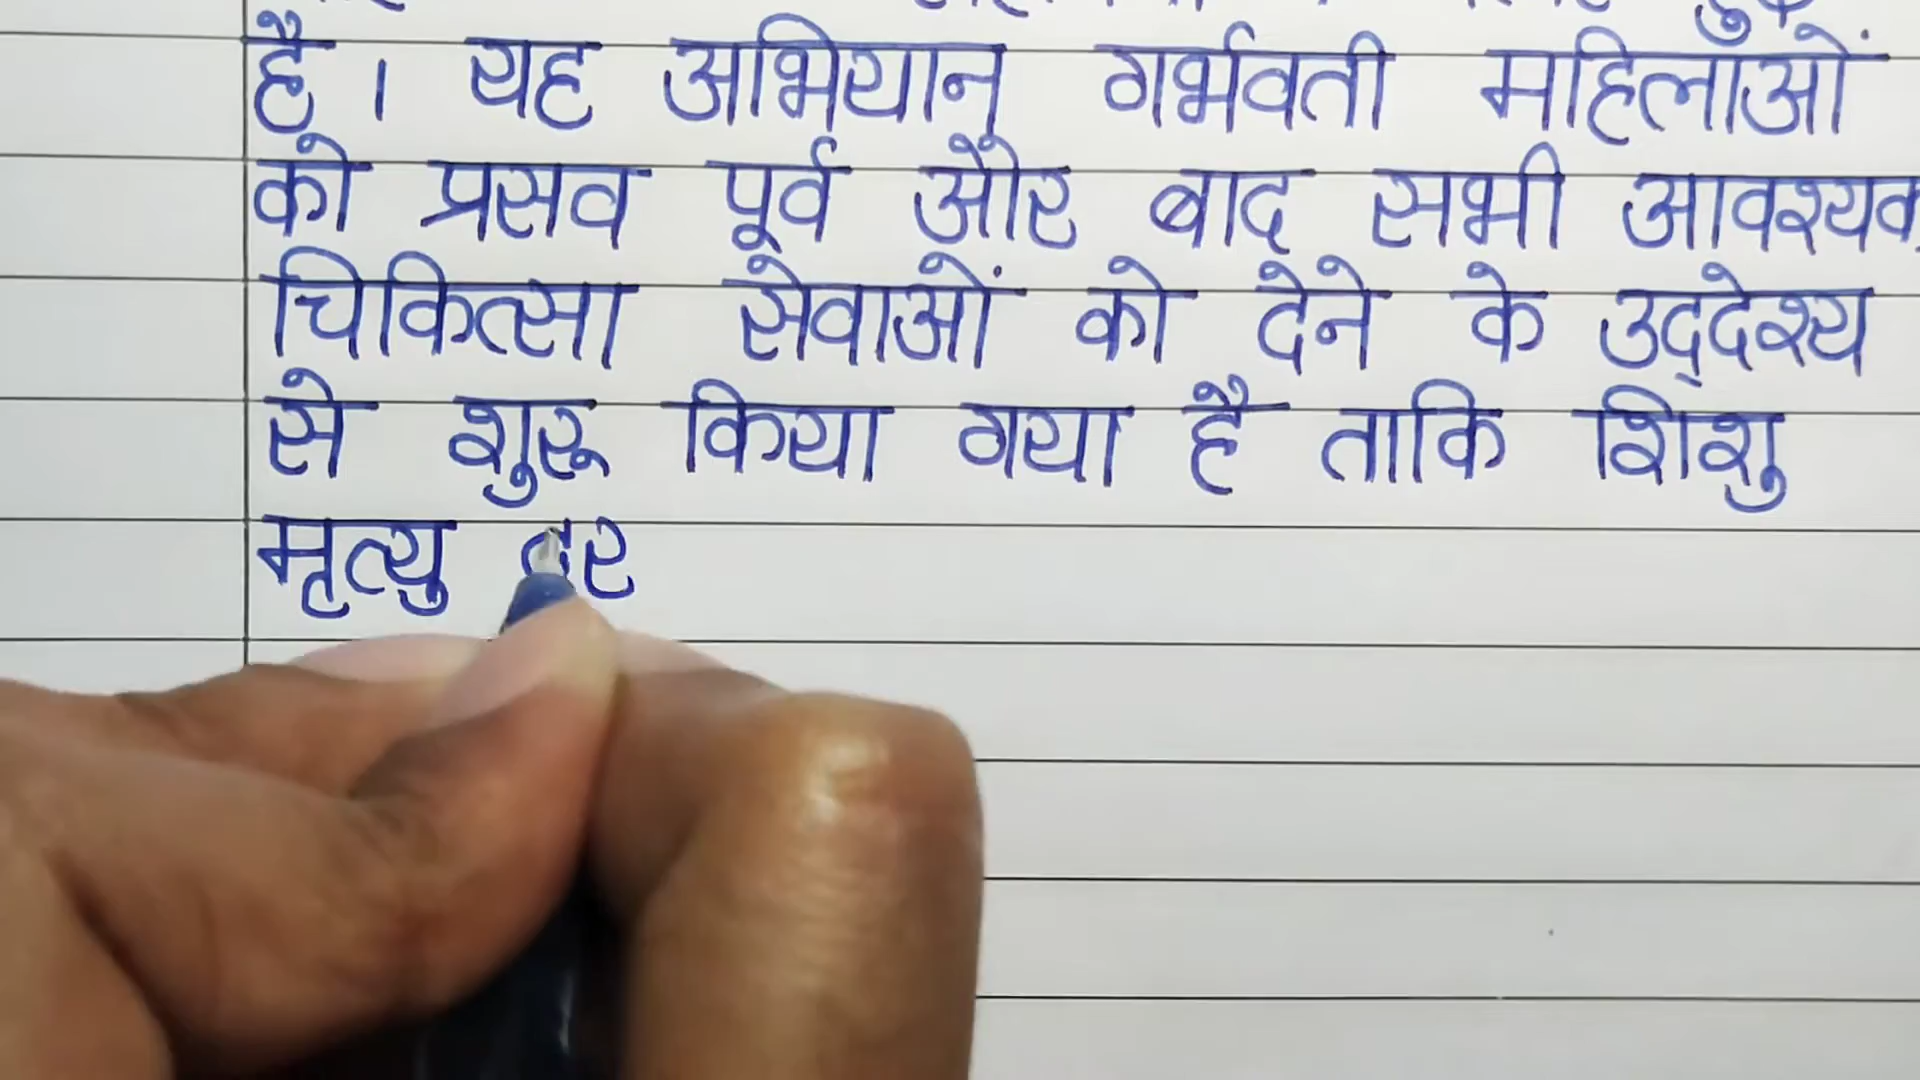 है। यह अभियान गर्भवती महिलाओं
को प्रसव पूर्व और बाद सभी आवश्यक
चिकित्सा सेवाओं को देने के उद्देश्य
से शुरू किया गया है ताकि शिशु
मृत्यु दर